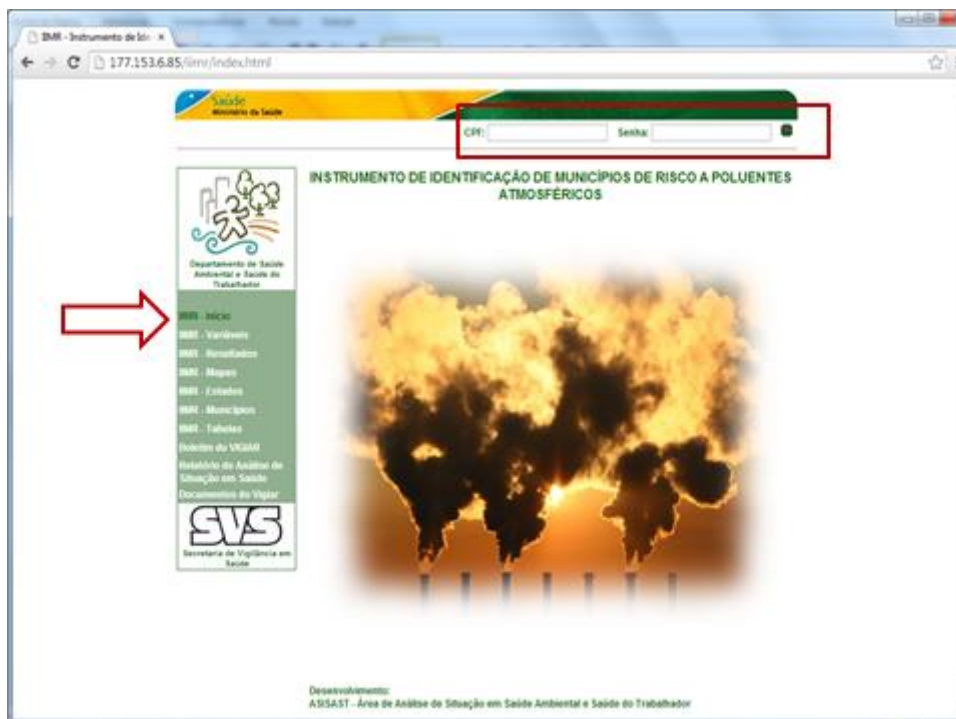 IIMR - Instrumento de Ide
177.153.6.85/iimr/index.html
Saúde
Ministério da Saúde
CPF:
Senha:
INSTRUMENTO DE IDENTIFICAÇÃO DE MUNICÍPIOS DE RISCO A POLUENTES
ATMOSFÉRICOS
Departamento de Saúde
Ambiental e Saúde do
Trabalhador
IIMR - Início
IIMR - Variáveis
IIMR - Resultados
IIMR - Mapas
IIMR - Estados
IIMR - Municípios
IIMR - Tabelas
Boletim do VIGIAR
Relatório de Análise de
Situação em Saúde
Documentos do Vigiar
SVS
Secretaria de Vigilância em
Saúde
Desenvolvimento:
ASISAST - Área de Análise de Situação em Saúde Ambiental e Saúde do Trabalhador